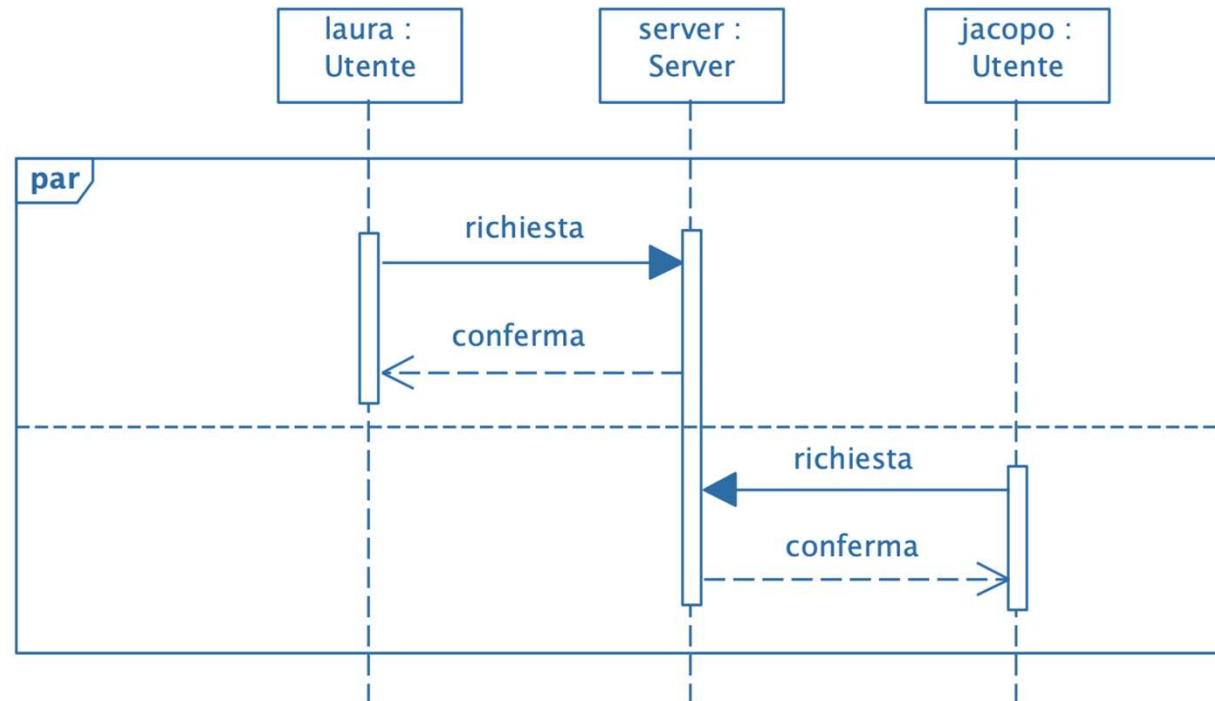 laura :
Utente
server :
Server
jacopo :
Utente
par
richiesta
conferma
richiesta
conferma